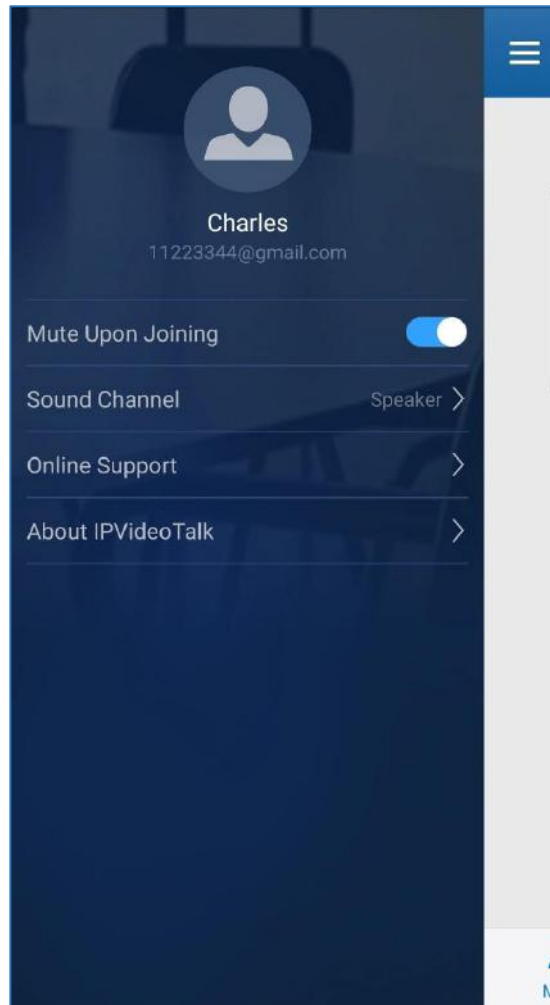 Charles
11223344@gmail.com
Mute Upon Joining
Sound Channel Speaker
Online Support
About IPVideoTalk